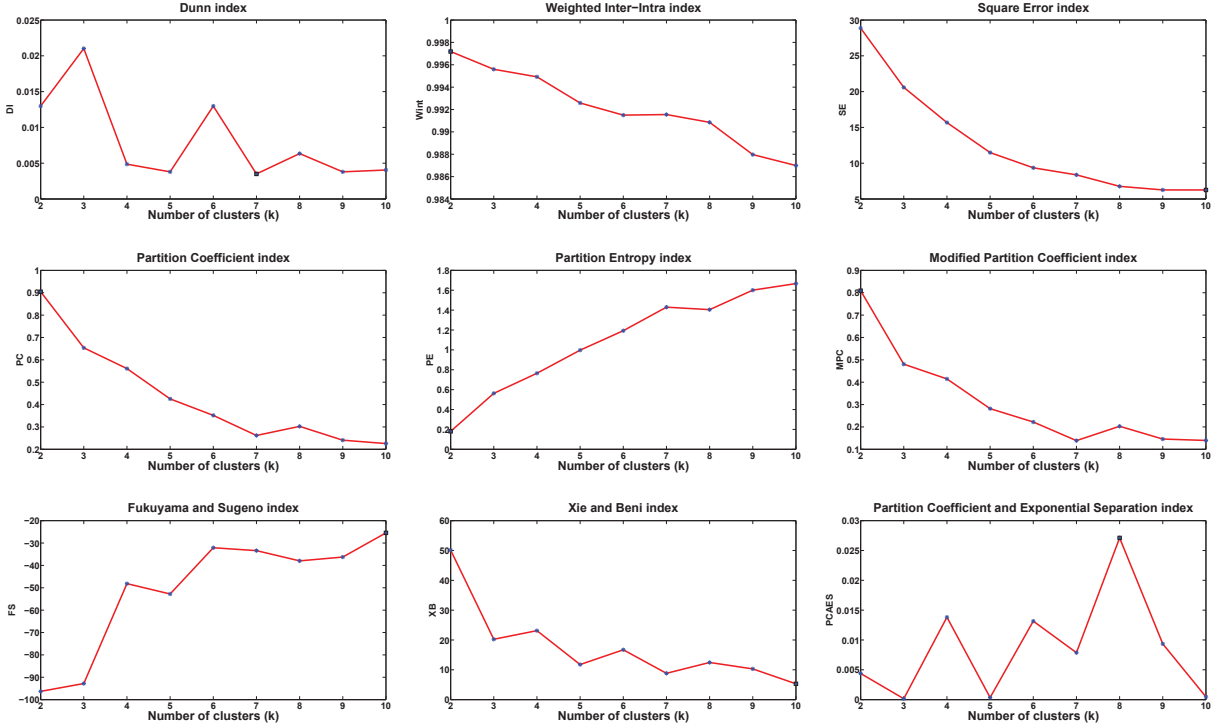 Dunn index
0.025
0.02
0.015
0.01
0.005
0
DI
2 3 4 5 6 7 8 9 10
Number of clusters (k)
Weighted Inter−Intra index
1
0.998
0.996
0.994
0.992
0.99
0.988
0.986
0.984
Wint
2 3 4 5 6 7 8 9 10
Number of clusters (k)
Square Error index
30
25
20
15
10
5
SE
2 3 4 5 6 7 8 9 10
Number of clusters (k)
Partition Coefficient index
1
0.9
0.8
0.7
0.6
0.5
0.4
0.3
0.2
PC
2 3 4 5 6 7 8 9 10
Number of clusters (k)
Partition Entropy index
1.8
1.6
1.4
1.2
1
0.8
0.6
0.4
0.2
0
PE
2 3 4 5 6 7 8 9 10
Number of clusters (k)
Modified Partition Coefficient index
0.9
0.8
0.7
0.6
0.5
0.4
0.3
0.2
0.1
MPC
2 3 4 5 6 7 8 9 10
Number of clusters (k)
Fukuyama and Sugeno index
−20
−30
−40
−50
−60
−70
−80
−90
−100
FS
2 3 4 5 6 7 8 9 10
Number of clusters (k)
Xie and Beni index
60
50
40
30
20
10
0
XB
2 3 4 5 6 7 8 9 10
Number of clusters (k)
Partition Coefficient and Exponential Separation index
0.03
0.025
0.02
0.015
0.01
0.005
0
PCAES
2 3 4 5 6 7 8 9 10
Number of clusters (k)